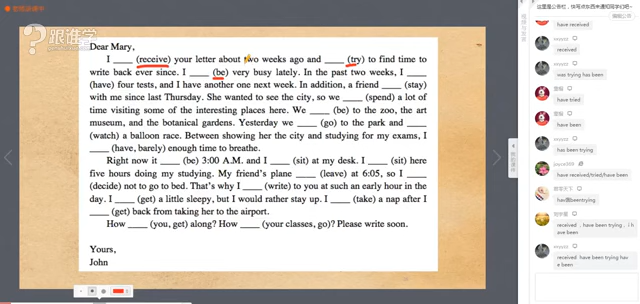 跟谁学
Dear Mary,
I ____ (receive) your letter about two weeks ago and ____ (try) to find time to
write back ever since. I ____ (be) very busy lately. In the past two weeks, I ____
(have) four tests, and I have another one next week. In addition, a friend ____ (stay)
with me since last Thursday. She wanted to see the city, so we ____ (spend) a lot of
time visiting some of the interesting places here. We ____ (be) to the zoo, the art
museum, and the botanical gardens. Yesterday we ____ (go) to the park and ____
(watch) a balloon race. Between showing her the city and studying for my exams, I
____ (have, barely) enough time to breathe.
Right now it ____ (be) 3:00 A.M. and I ____ (sit) at my desk. I ____ (sit) here
five hours doing my studying. My friend's plane ____ (leave) at 6:05, so I ____
(decide) not to go to bed. That's why I ____ (write) to you at such an early hour in the
day. I ____ (get) a little sleepy, but I would rather stay up. I ____ (take) a nap after I
____ (get) back from taking her to the airport.
How ____ (you, get) along? How ____ (your classes, go)? Please write soon.
Yours,
John
have received
received
was trying has been
have tried
have been
has been trying
have received/tried/have been
received , have been trying , I h
ave been
received have been trying hav
e been